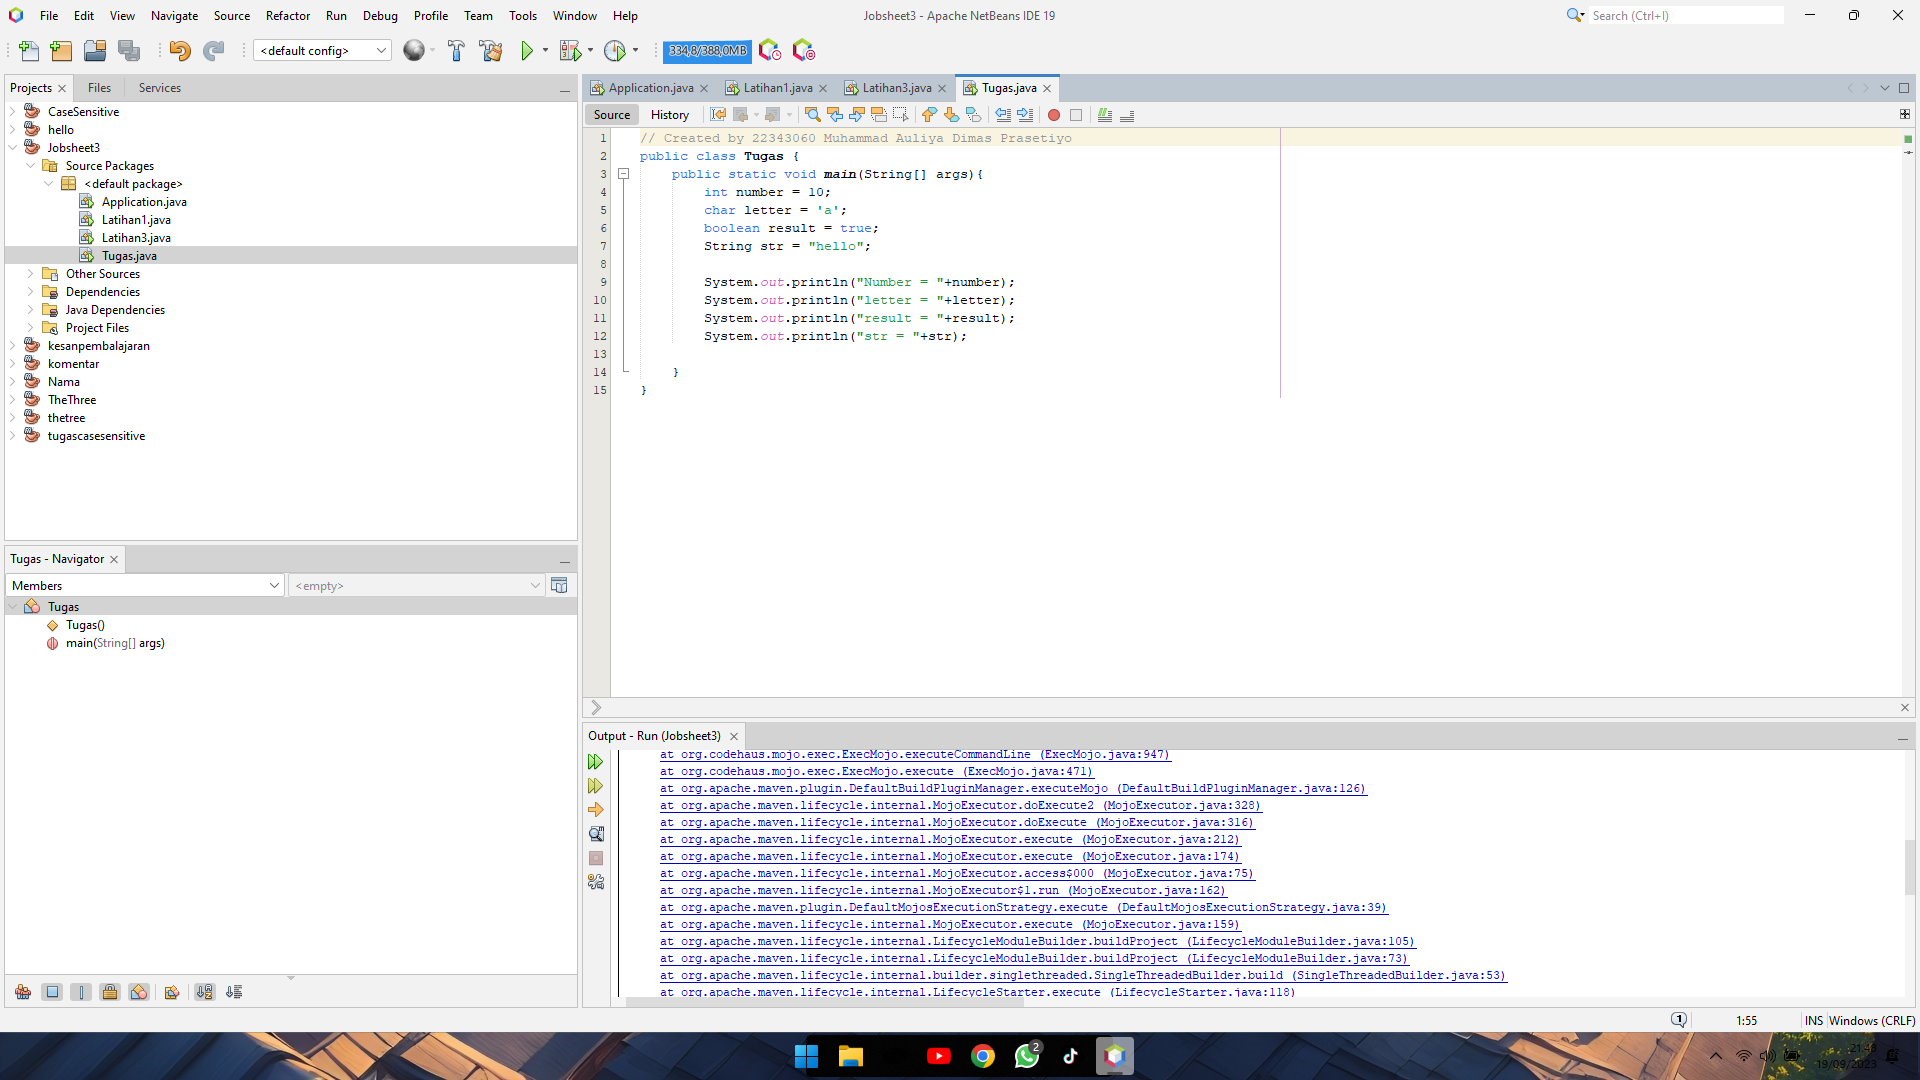 File Edit View Navigate Source Refactor Run Debug Profile Team Tools Window Help
Jobsheet3 - Apache NetBeans IDE 19
Search (Ctrl+I)
<default config>
334,8/388,0MB
Projects Files Services
CaseSensitive
hello
Jobsheet3
Source Packages
<default package>
Application.java
Latihan1.java
Latihan3.java
Tugas.java
Other Sources
Dependencies
Java Dependencies
Project Files
kesanpembalajaran
komentar
Nama
TheThree
thetree
tugascasesensitive
Tugas - Navigator
Members
<empty>
Tugas
Tugas()
main(String[] args)
Application.java Latihan1.java Latihan3.java Tugas.java
Source History
1 // Created by 22343060 Muhammad Auliya Dimas Prasetiyo
2 public class Tugas {
3 public static void main(String[] args){
4 int number = 10;
5 char letter = 'a';
6 boolean result = true;
7 String str = "hello";
8
9 System.out.println("Number = "+number);
10 System.out.println("letter = "+letter);
11 System.out.println("result = "+result);
12 System.out.println("str = "+str);
13
14 }
15 }
Output - Run (Jobsheet3)
at org.codehaus.mojo.exec.ExecMojo.executeCommandLine (ExecMojo.java:947)
at org.codehaus.mojo.exec.ExecMojo.execute (ExecMojo.java:471)
at org.apache.maven.plugin.DefaultBuildPluginManager.executeMojo (DefaultBuildPluginManager.java:126)
at org.apache.maven.lifecycle.internal.MojoExecutor.doExecute2 (MojoExecutor.java:328)
at org.apache.maven.lifecycle.internal.MojoExecutor.doExecute (MojoExecutor.java:316)
at org.apache.maven.lifecycle.internal.MojoExecutor.execute (MojoExecutor.java:212)
at org.apache.maven.lifecycle.internal.MojoExecutor.execute (MojoExecutor.java:174)
at org.apache.maven.lifecycle.internal.MojoExecutor.access$000 (MojoExecutor.java:75)
at org.apache.maven.lifecycle.internal.MojoExecutor$1.run (MojoExecutor.java:162)
at org.apache.maven.plugin.DefaultMojosExecutionStrategy.execute (DefaultMojosExecutionStrategy.java:39)
at org.apache.maven.lifecycle.internal.MojoExecutor.execute (MojoExecutor.java:159)
at org.apache.maven.lifecycle.internal.LifecycleModuleBuilder.buildProject (LifecycleModuleBuilder.java:105)
at org.apache.maven.lifecycle.internal.LifecycleModuleBuilder.buildProject (LifecycleModuleBuilder.java:73)
at org.apache.maven.lifecycle.internal.builder.singlethreaded.SingleThreadedBuilder.build (SingleThreadedBuilder.java:53)
at org.apache.maven.lifecycle.internal.LifecycleStarter.execute (LifecycleStarter.java:118)
1
1:55
INS Windows (CRLF)
2
19/09/2023